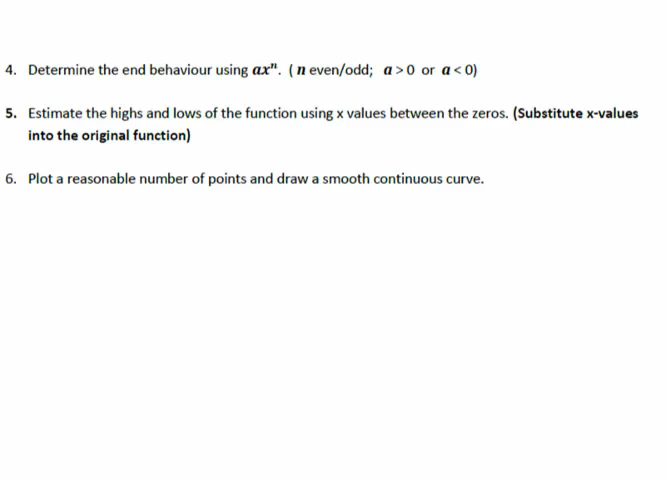 4. Determine the end behaviour using axⁿ. ( n even/odd; a > 0 or a < 0)
5. Estimate the highs and lows of the function using x values between the zeros. (Substitute x-values
into the original function)
6. Plot a reasonable number of points and draw a smooth continuous curve.